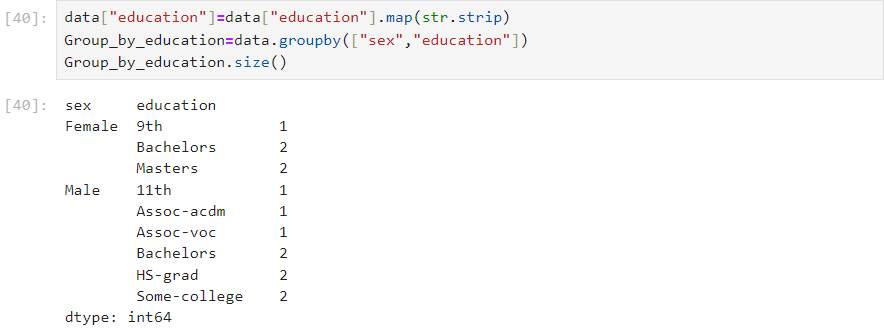 [40]: data["education"]=data["education"].map(str.strip)
Group_by_education=data.groupby(["sex","education"])
Group_by_education.size()
[40]: sex     education
Female  9th             1
        Bachelors       2
        Masters         2
Male    11th            1
        Assoc-acdm      1
        Assoc-voc       1
        Bachelors       2
        HS-grad         2
        Some-college    2
dtype: int64